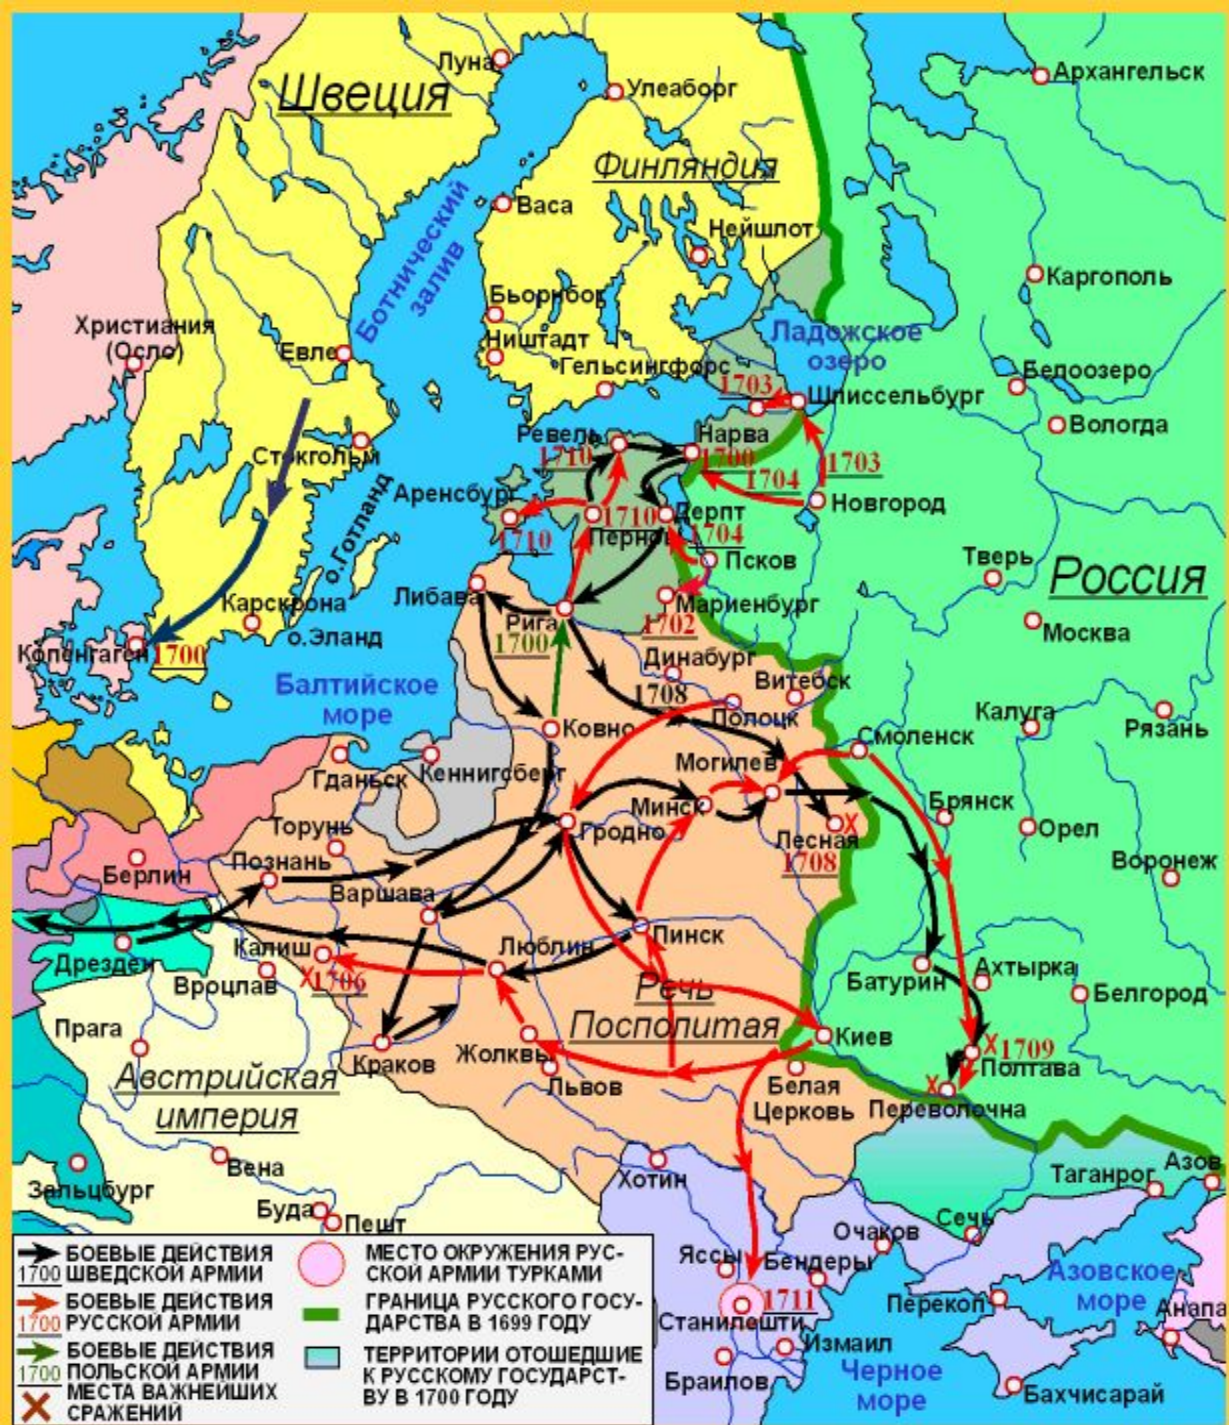 Луна
Архангельск
Швеция
Улеаборг
Финляндия
Васа
Ботнический
залив
Нейшлот
Каргополь
Бьорнборг
Христиания
(Осло)
Евле
Ништадт
Ладожское
озеро
Гельсингфорс
1703
Шлиссельбург
Белоозеро
Вологда
Стокгольм
Ревель
1710
Нарва
1700
1704
1703
Новгород
Аренсбург
1710
о.Готланд
Пернов
1710
Дерпт
1704
Псков
Тверь
Россия
Либава
Карскрона
о.Эланд
Рига
1700
Мариенбург
1702
Москва
Копенгаген
1700
Динабург
Витебск
Балтийское
море
1708
Полоцк
Калуга
Рязань
Ковно
Смоленск
Гданьск
Кеннигсберг
Могилев
Минск
Брянск
Торунь
Гродно
Лесная
X
1708
Орел
Воронеж
Берлин
Познань
Варшава
Дрезден
Калиш
X
1706
Люблин
Пинск
Вроцлав
Речь
Посполитая
Батурин
Ахтырка
Белгород
Прага
Краков
Жолквы
Львов
Киев
X
1709
Полтава
Австрийская
империя
Белая
Церковь
X
Переволочна
Вена
Зальцбург
Хотин
Таганрог
Азов
Буда
Пешт
Сечь
Очаков
Яссы
Бендеры
Азовское
море
Перекоп
Анапа
1711
Станилешти
Измаил
Браилов
Черное
море
Бахчисарай
БОЕВЫЕ ДЕЙСТВИЯ
1700 ШВЕДСКОЙ АРМИИ
БОЕВЫЕ ДЕЙСТВИЯ
1700 РУССКОЙ АРМИИ
БОЕВЫЕ ДЕЙСТВИЯ
1700 ПОЛЬСКОЙ АРМИИ
МЕСТА ВАЖНЕЙШИХ
СРАЖЕНИЙ
МЕСТО ОКРУЖЕНИЯ РУС-
СКОЙ АРМИИ ТУРКАМИ
ГРАНИЦА РУССКОГО ГОСУ-
ДАРСТВА В 1699 ГОДУ
ТЕРРИТОРИИ ОТОШЕДШИЕ
К РУССКОМУ ГОСУДАРСТ-
ВУ В 1700 ГОДУ